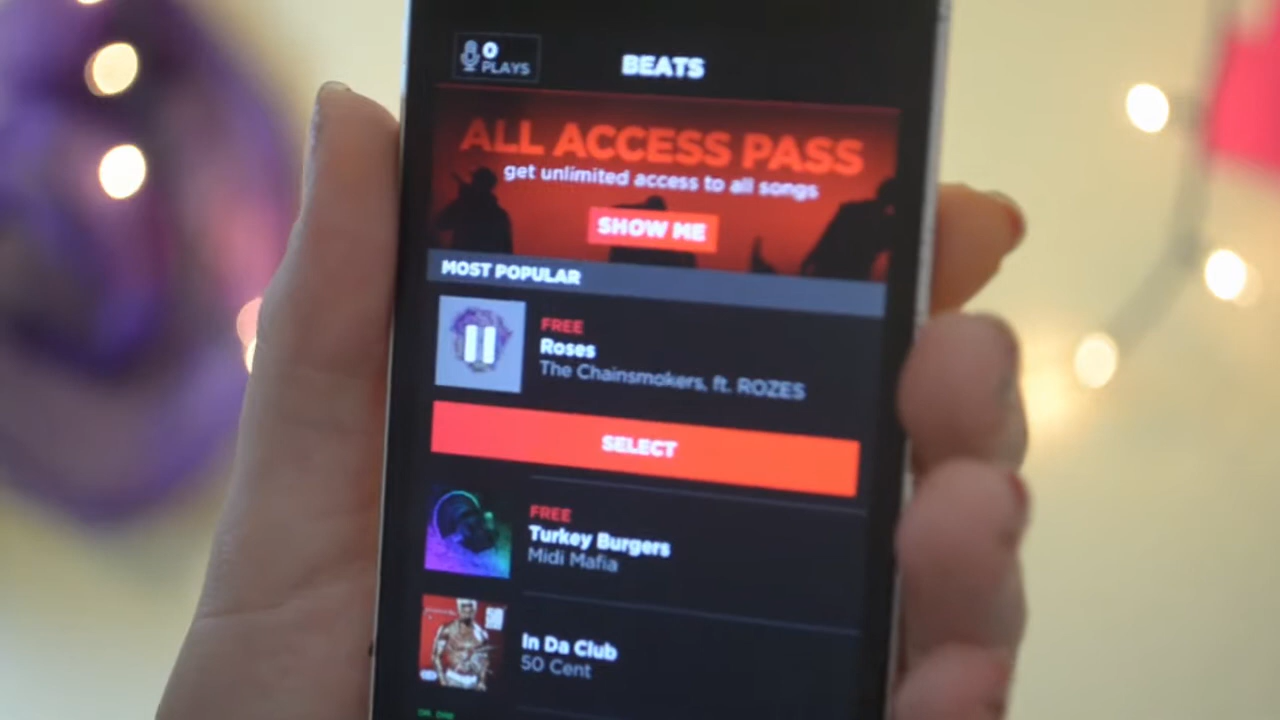 0
PLAYS
BEATS
ALL ACCESS PASS
get unlimited access to all songs
SHOW ME
MOST POPULAR
FREE
Roses
The Chainsmokers, ft. ROZES
SELECT
FREE
Turkey Burgers
Midi Mafia
In Da Club
50 Cent